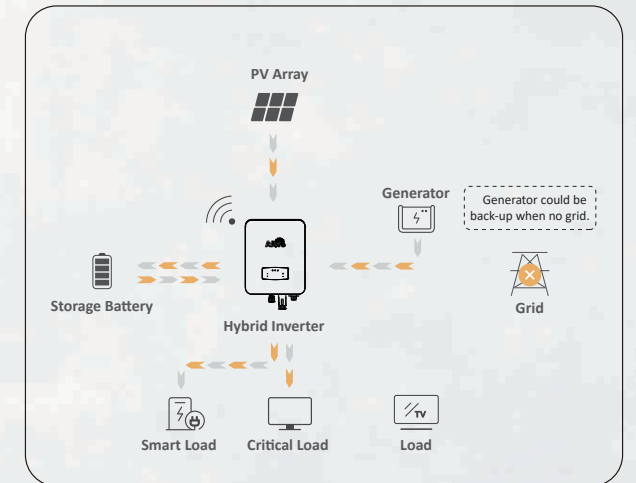 PV Array
Generator
Generator could be
back-up when no grid.
Storage Battery
Hybrid Inverter
Grid
TV
Smart Load
Critical Load
Load